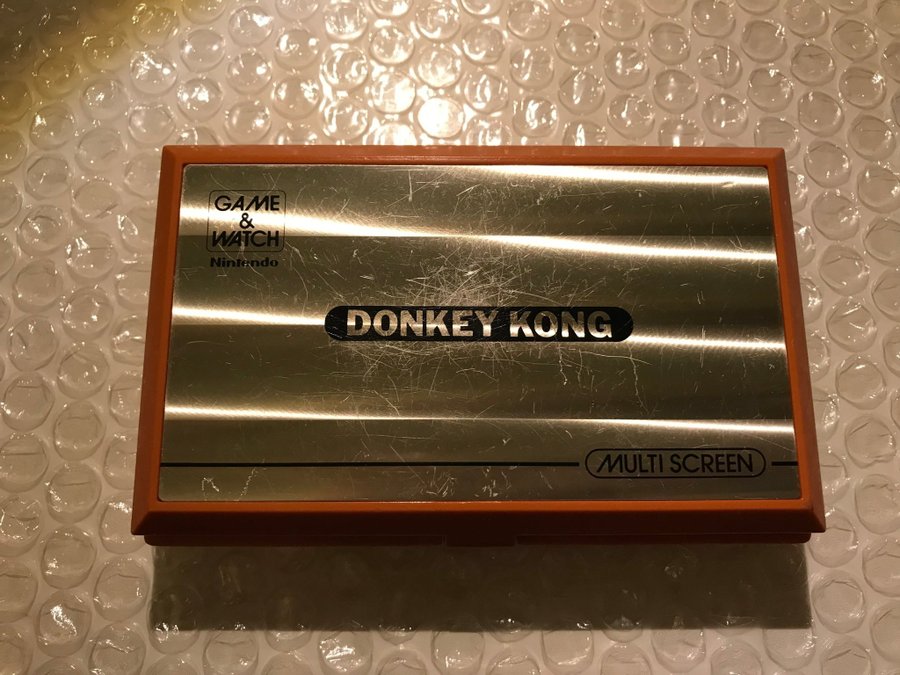 GAME
&
WATCH
Nintendo
DONKEY KONG
MULTI SCREEN